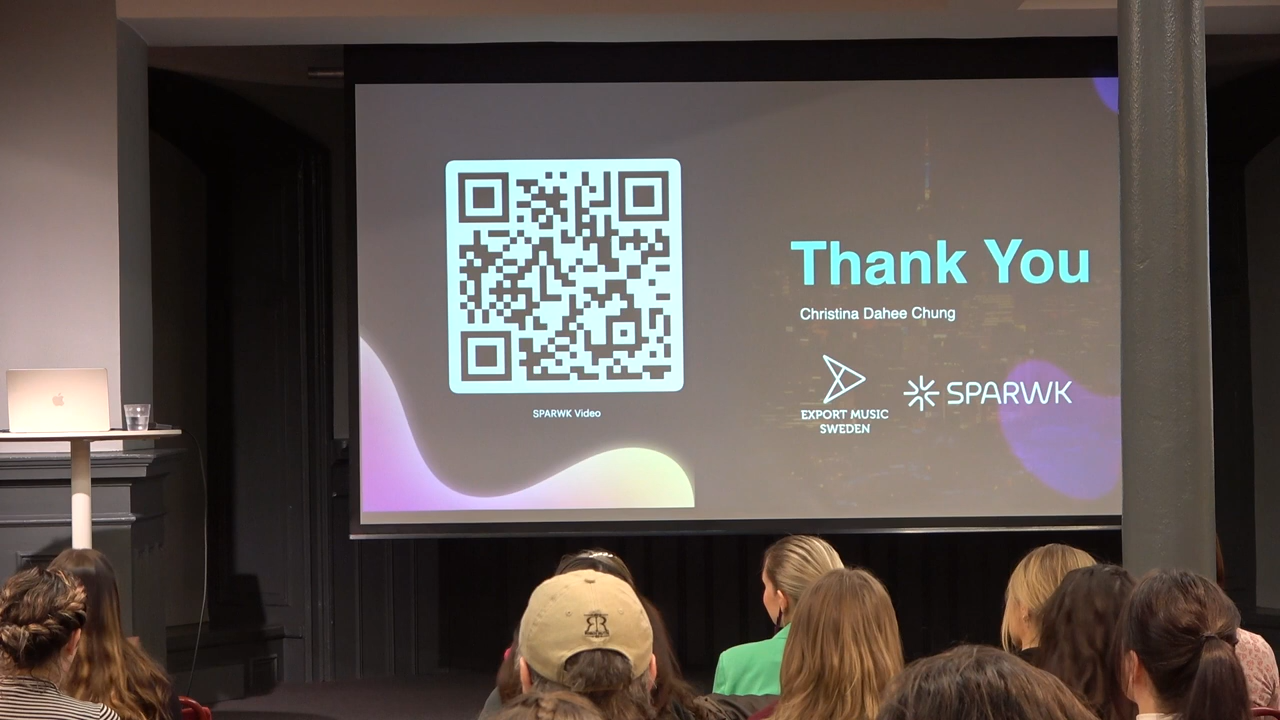 Thank You
Christina Dahee Chung
EXPORT MUSIC
SWEDEN
SPARWK
SPARWK Video